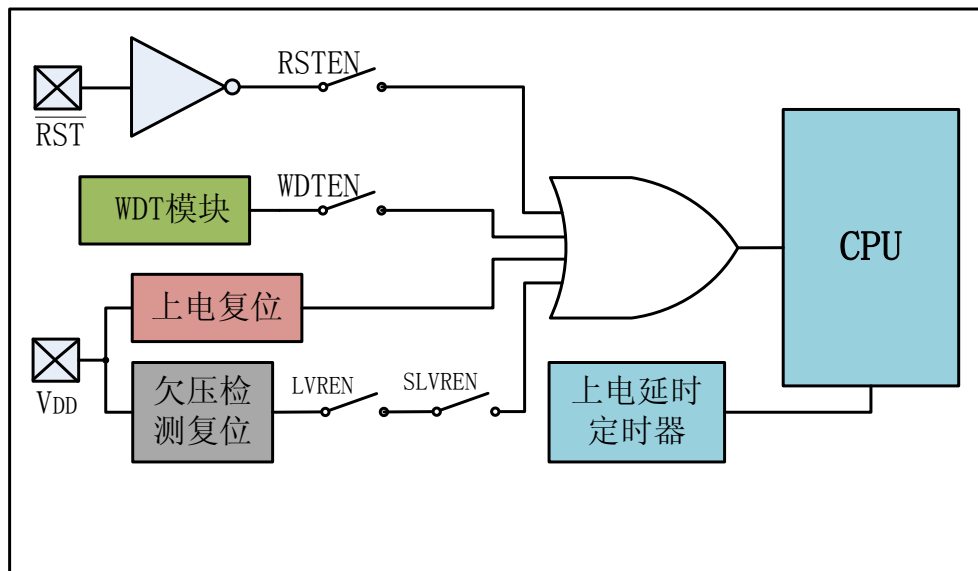 RSTEN
RST
WDT模块
WDTEN
CPU
上电复位
VDD
欠压检
测复位
LVREN
SLVREN
上电延时
定时器